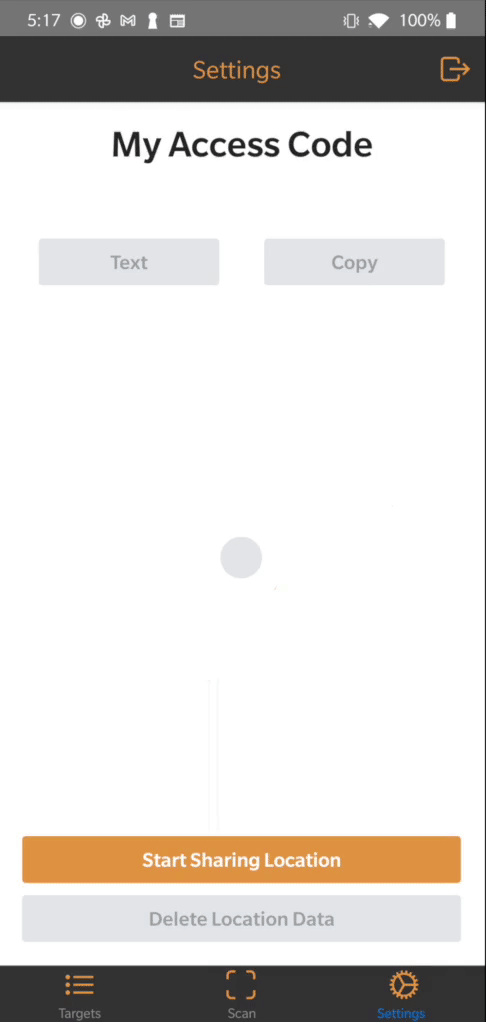 5:17 100%
Settings
My Access Code
Text Copy
Start Sharing Location
Delete Location Data
Targets Scan Settings